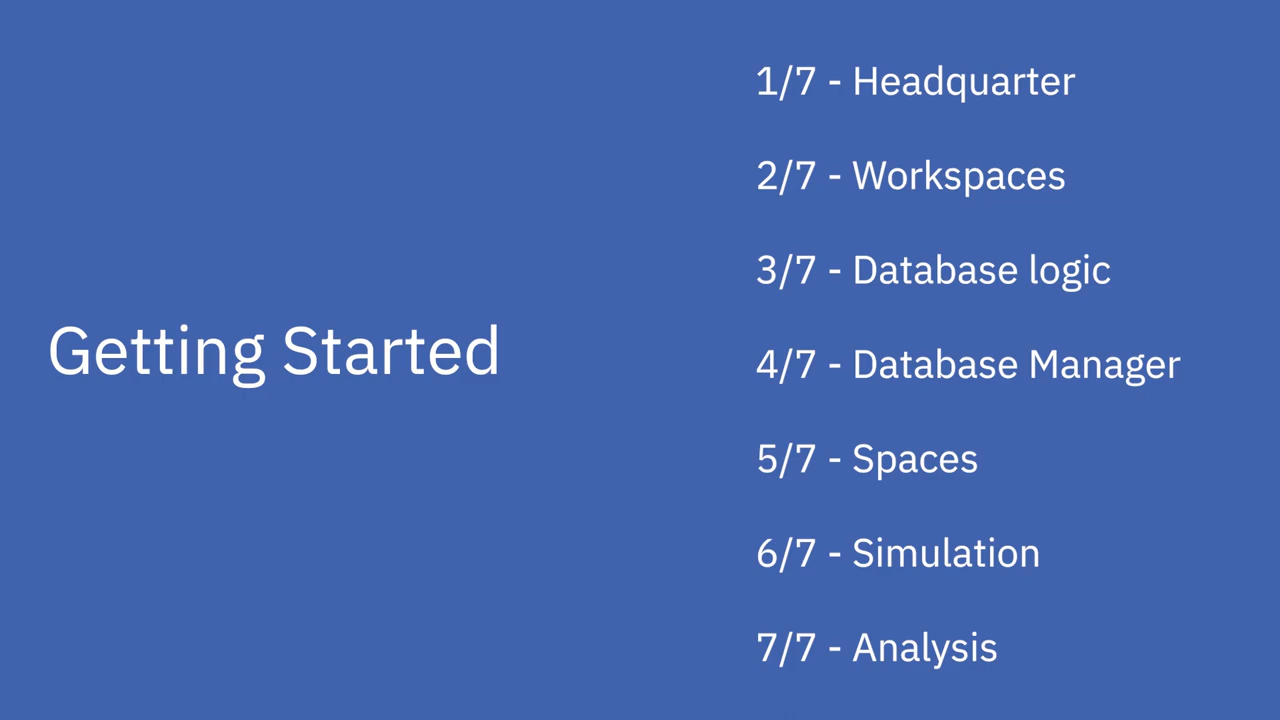 Getting Started
1/7 - Headquarter
2/7 - Workspaces
3/7 - Database logic
4/7 - Database Manager
5/7 - Spaces
6/7 - Simulation
7/7 - Analysis